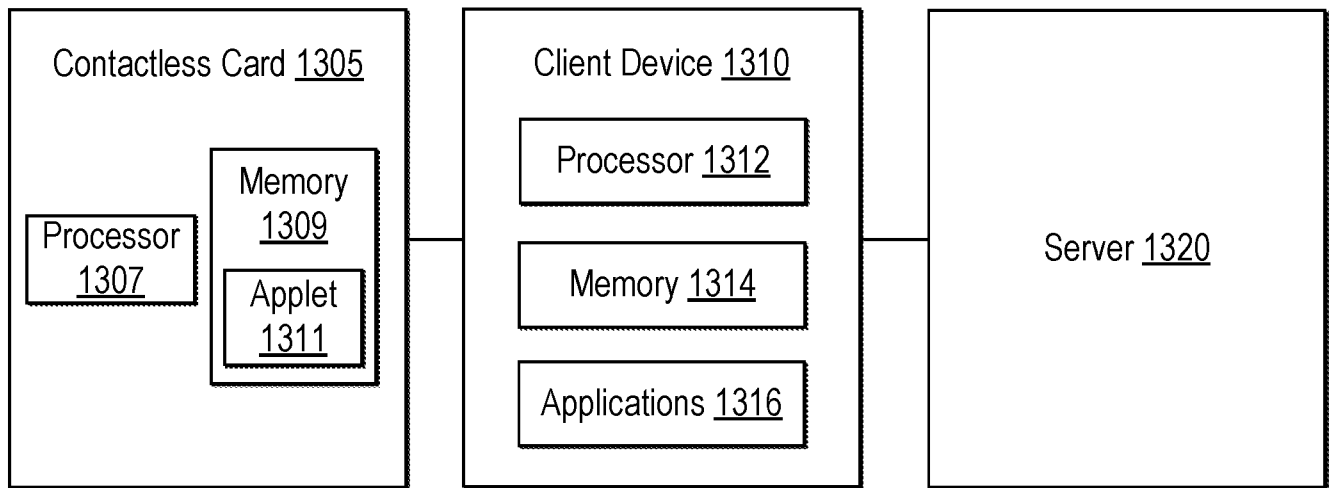 Contactless Card 1305
Processor
1307
Memory
1309
Applet
1311
Client Device 1310
Processor 1312
Memory 1314
Applications 1316
Server 1320